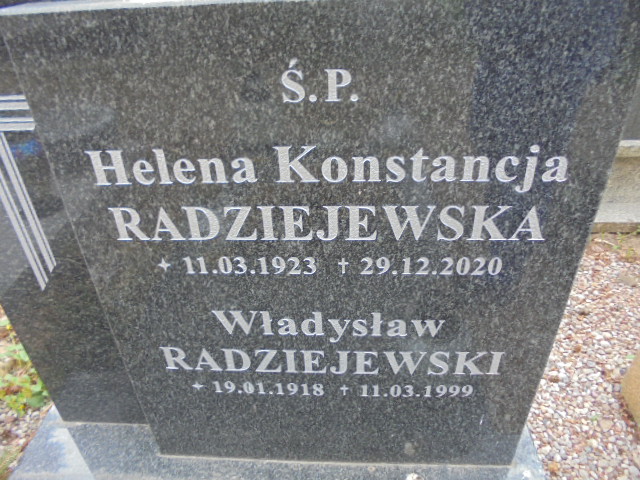 Ś.P.
Helena Konstancja
RADZIEJEWSKA
✦ 11.03.1923 † 29.12.2020
Władysław
RADZIEJEWSKI
✦ 19.01.1918 † 11.03.1999